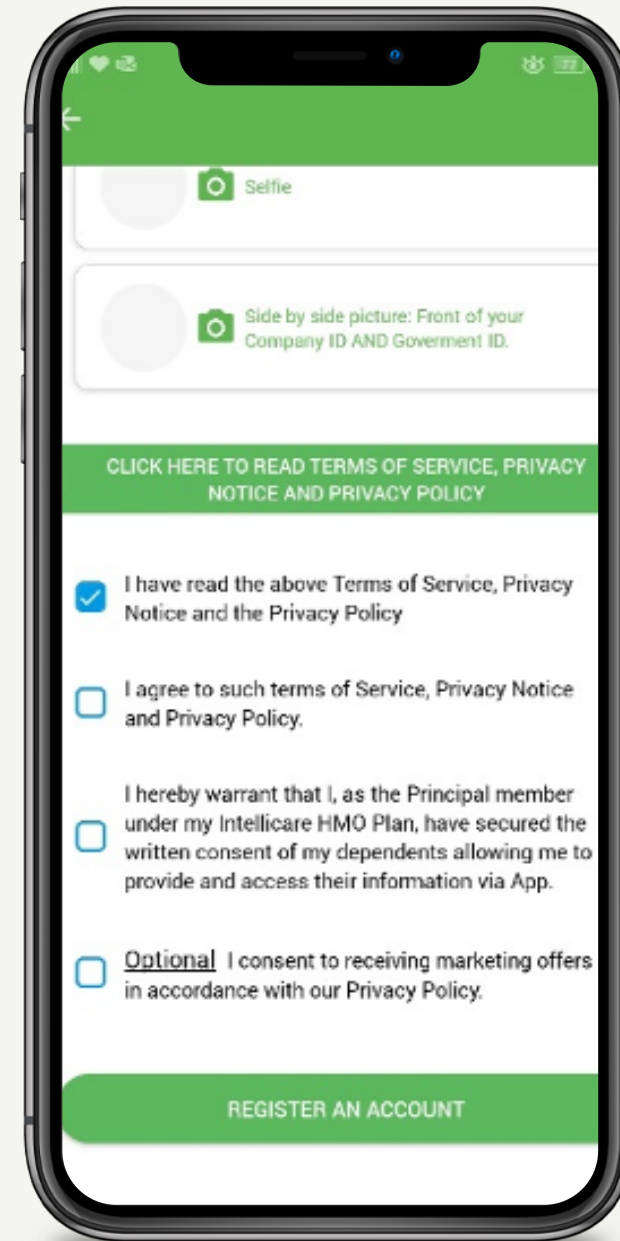 77
Selfie
Side by side picture: Front of your
Company ID AND Goverment ID.
CLICK HERE TO READ TERMS OF SERVICE, PRIVACY
NOTICE AND PRIVACY POLICY
I have read the above Terms of Service, Privacy
Notice and the Privacy Policy
I agree to such terms of Service, Privacy Notice
and Privacy Policy.
I hereby warrant that I, as the Principal member
under my Intellicare HMO Plan, have secured the
written consent of my dependents allowing me to
provide and access their information via App.
Optional I consent to receiving marketing offers
in accordance with our Privacy Policy.
REGISTER AN ACCOUNT